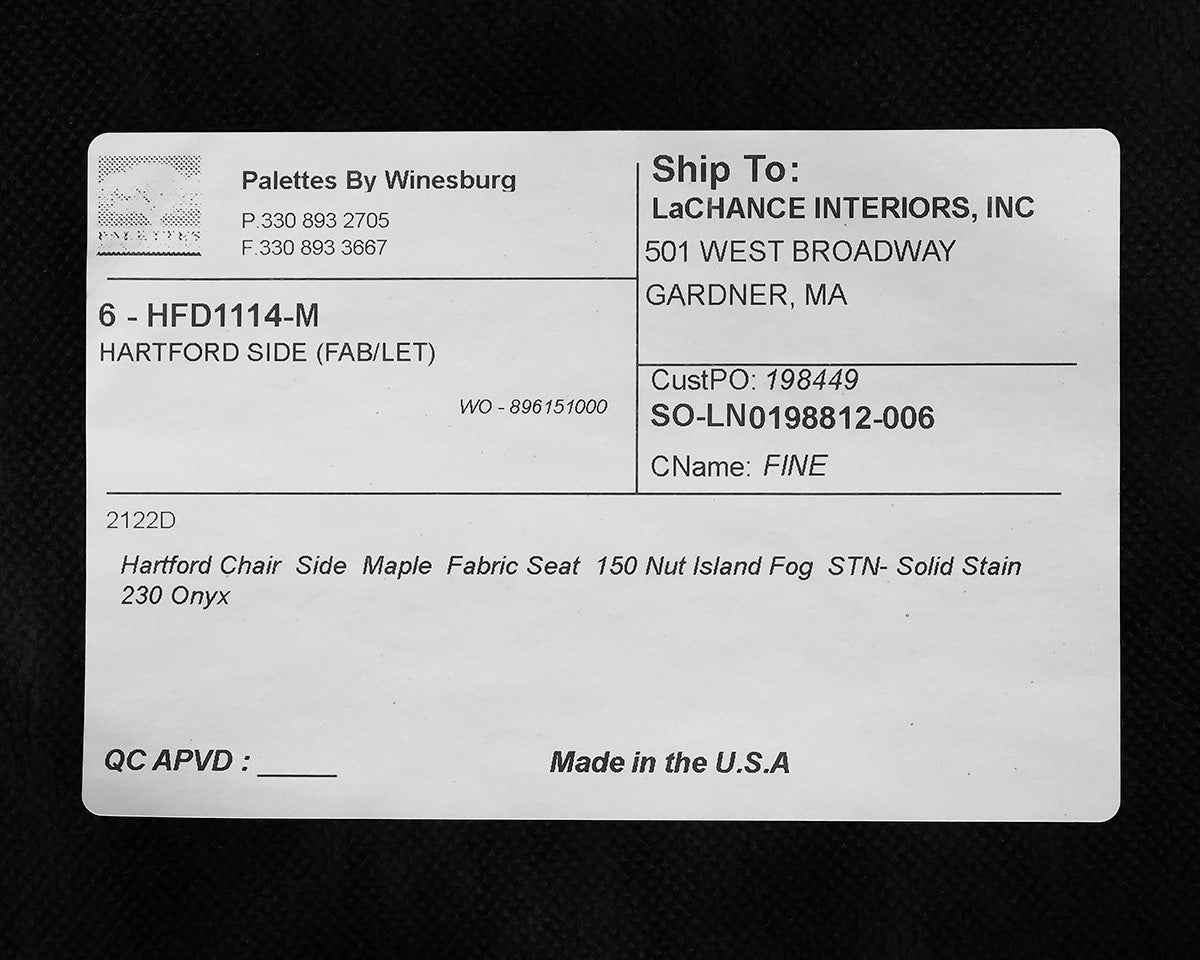 PALETTES
Palettes By Winesburg
P.330 893 2705
F.330 893 3667
Ship To:
LaCHANCE INTERIORS, INC
501 WEST BROADWAY
GARDNER, MA
6 - HFD1114-M
HARTFORD SIDE (FAB/LET)
WO - 896151000
CustPO: 198449
SO-LN0198812-006
CName: FINE
2122D
Hartford Chair Side Maple Fabric Seat 150 Nut Island Fog STN- Solid Stain
230 Onyx
QC APVD : _____
Made in the U.S.A